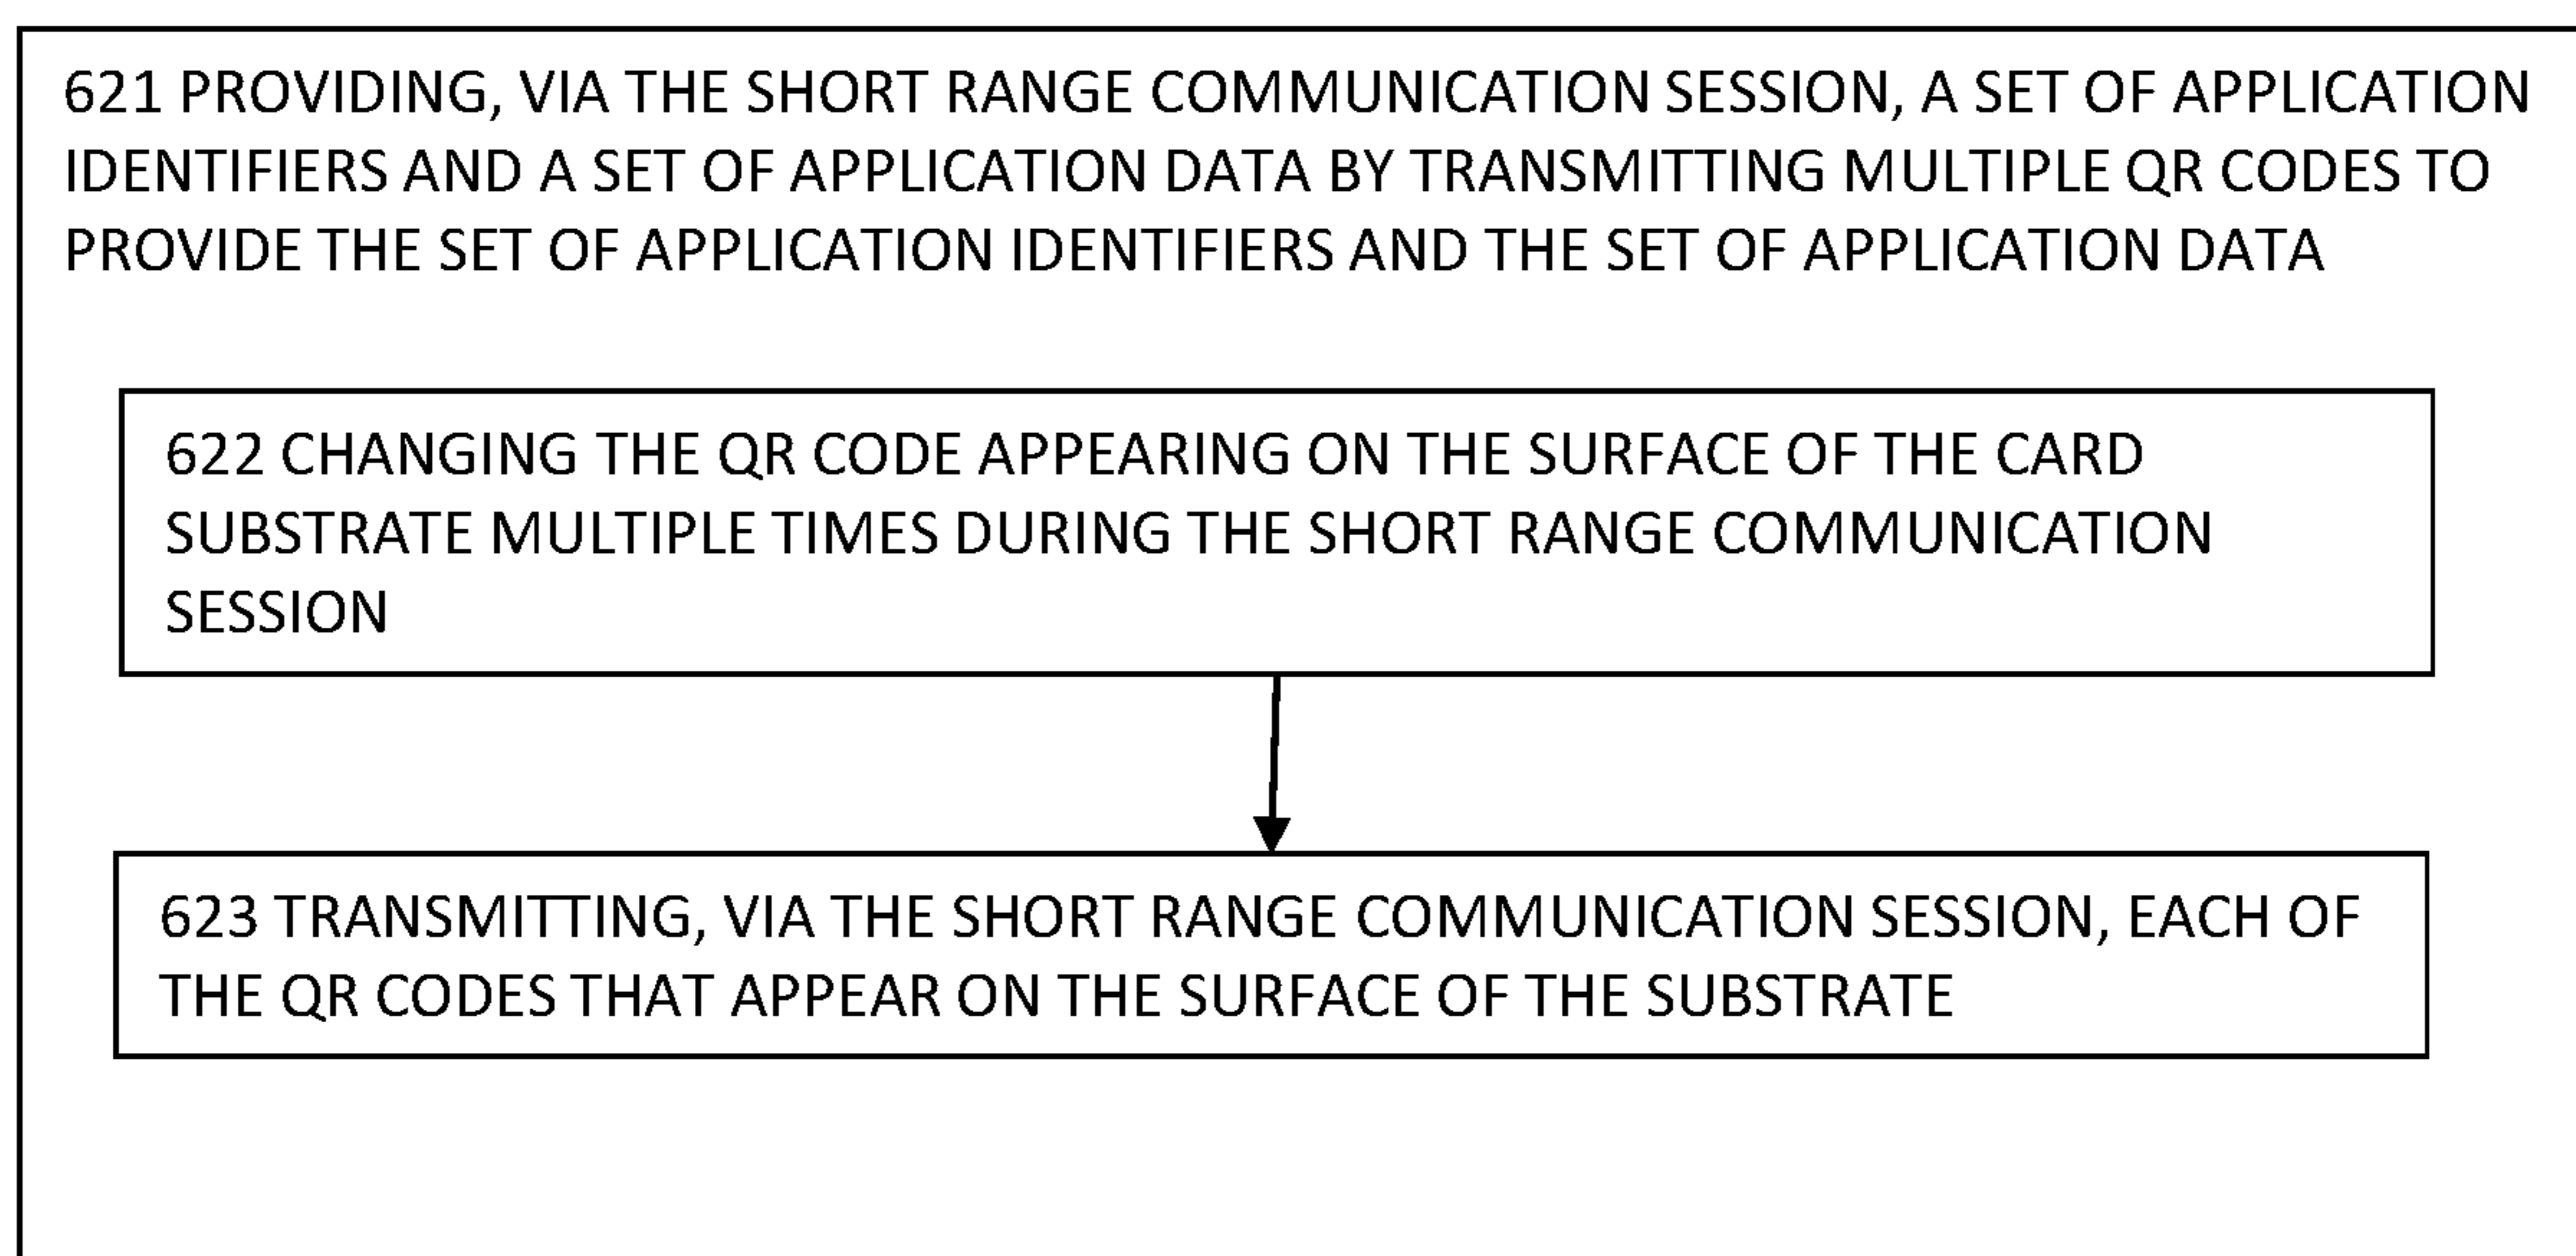 621 PROVIDING, VIA THE SHORT RANGE COMMUNICATION SESSION, A SET OF APPLICATION
IDENTIFIERS AND A SET OF APPLICATION DATA BY TRANSMITTING MULTIPLE QR CODES TO
PROVIDE THE SET OF APPLICATION IDENTIFIERS AND THE SET OF APPLICATION DATA
622 CHANGING THE QR CODE APPEARING ON THE SURFACE OF THE CARD
SUBSTRATE MULTIPLE TIMES DURING THE SHORT RANGE COMMUNICATION
SESSION
623 TRANSMITTING, VIA THE SHORT RANGE COMMUNICATION SESSION, EACH OF
THE QR CODES THAT APPEAR ON THE SURFACE OF THE SUBSTRATE